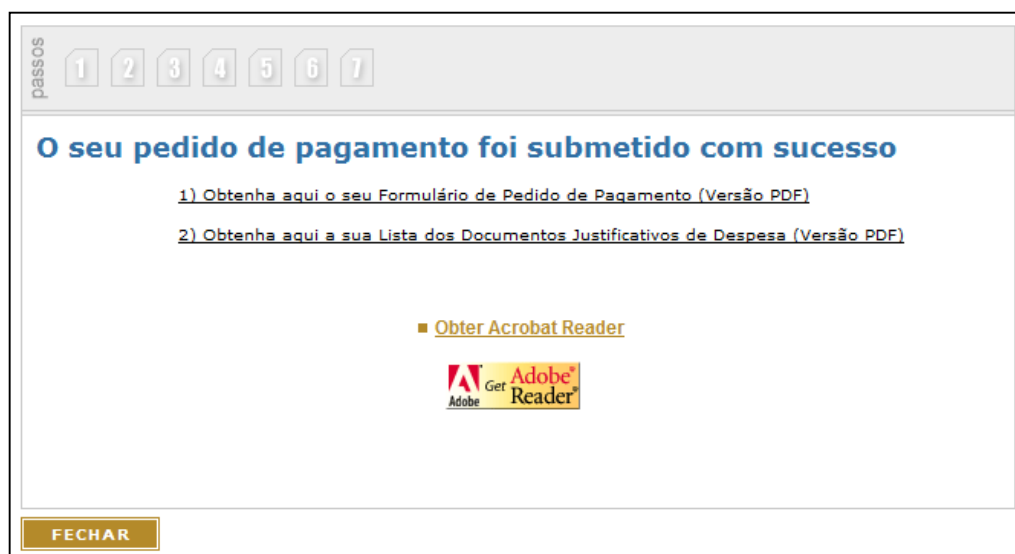 passos
1 2 3 4 5 6 7
O seu pedido de pagamento foi submetido com sucesso
1) Obtenha aqui o seu Formulário de Pedido de Pagamento (Versão PDF)
2) Obtenha aqui a sua Lista dos Documentos Justificativos de Despesa (Versão PDF)
Obter Acrobat Reader
Adobe Get Adobe® Reader®
FECHAR